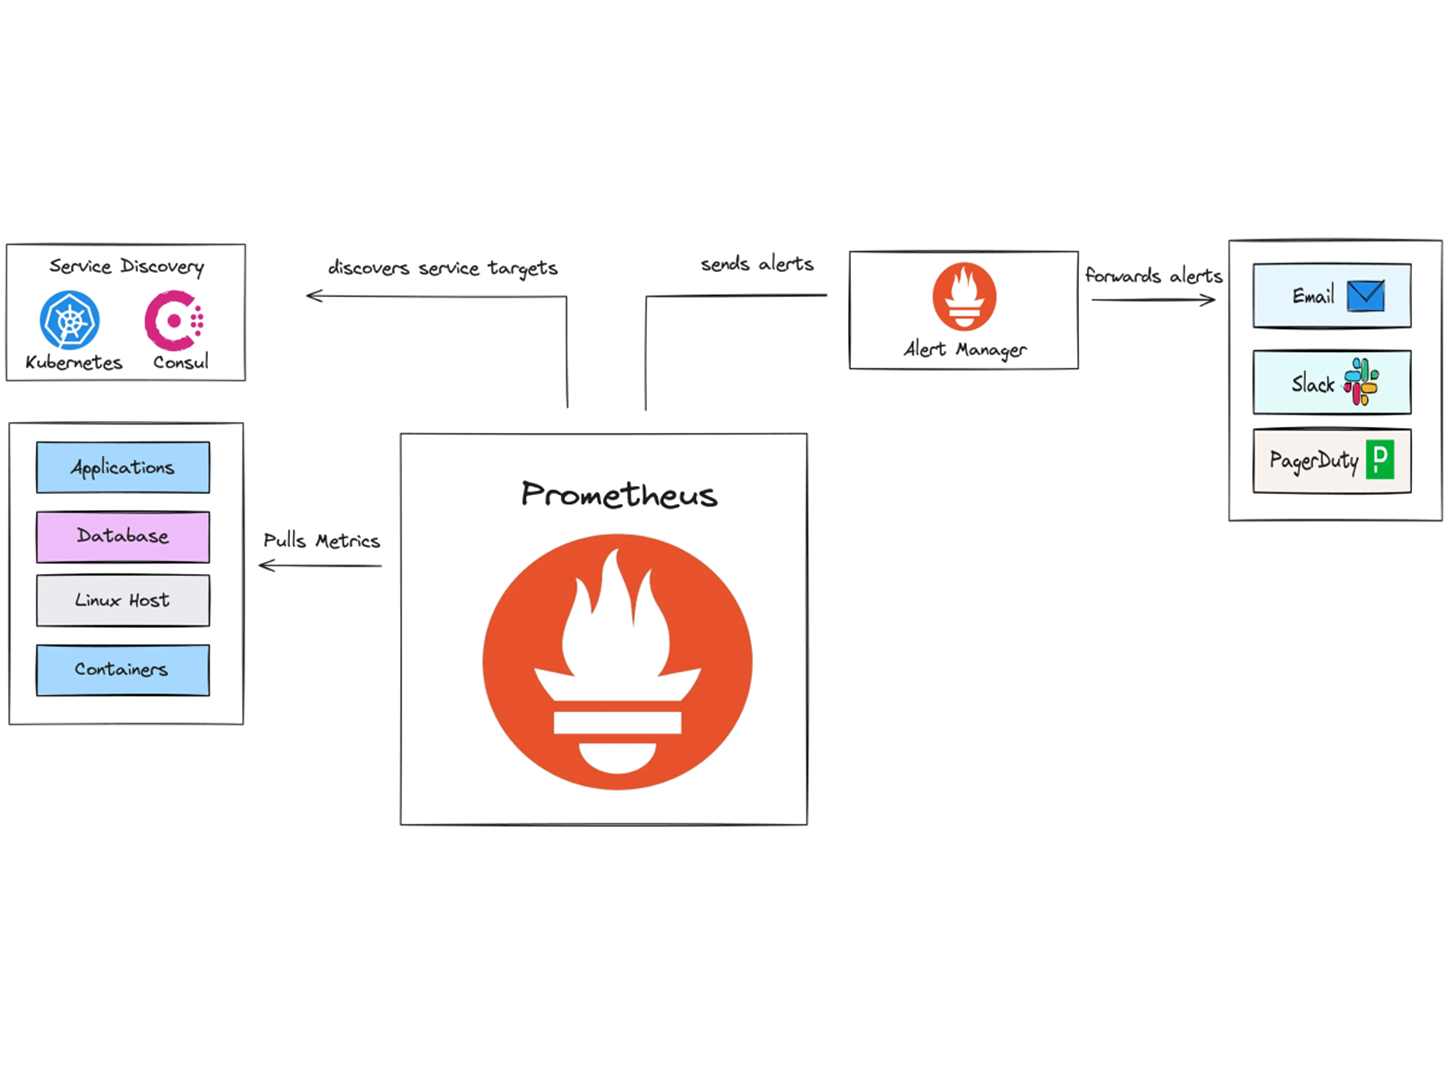 Service Discovery
Kubernetes Consul
discovers service targets
sends alerts
Alert Manager
forwards alerts
Email
Slack
PagerDuty
Applications
Database
Linux Host
Containers
Pulls Metrics
Prometheus